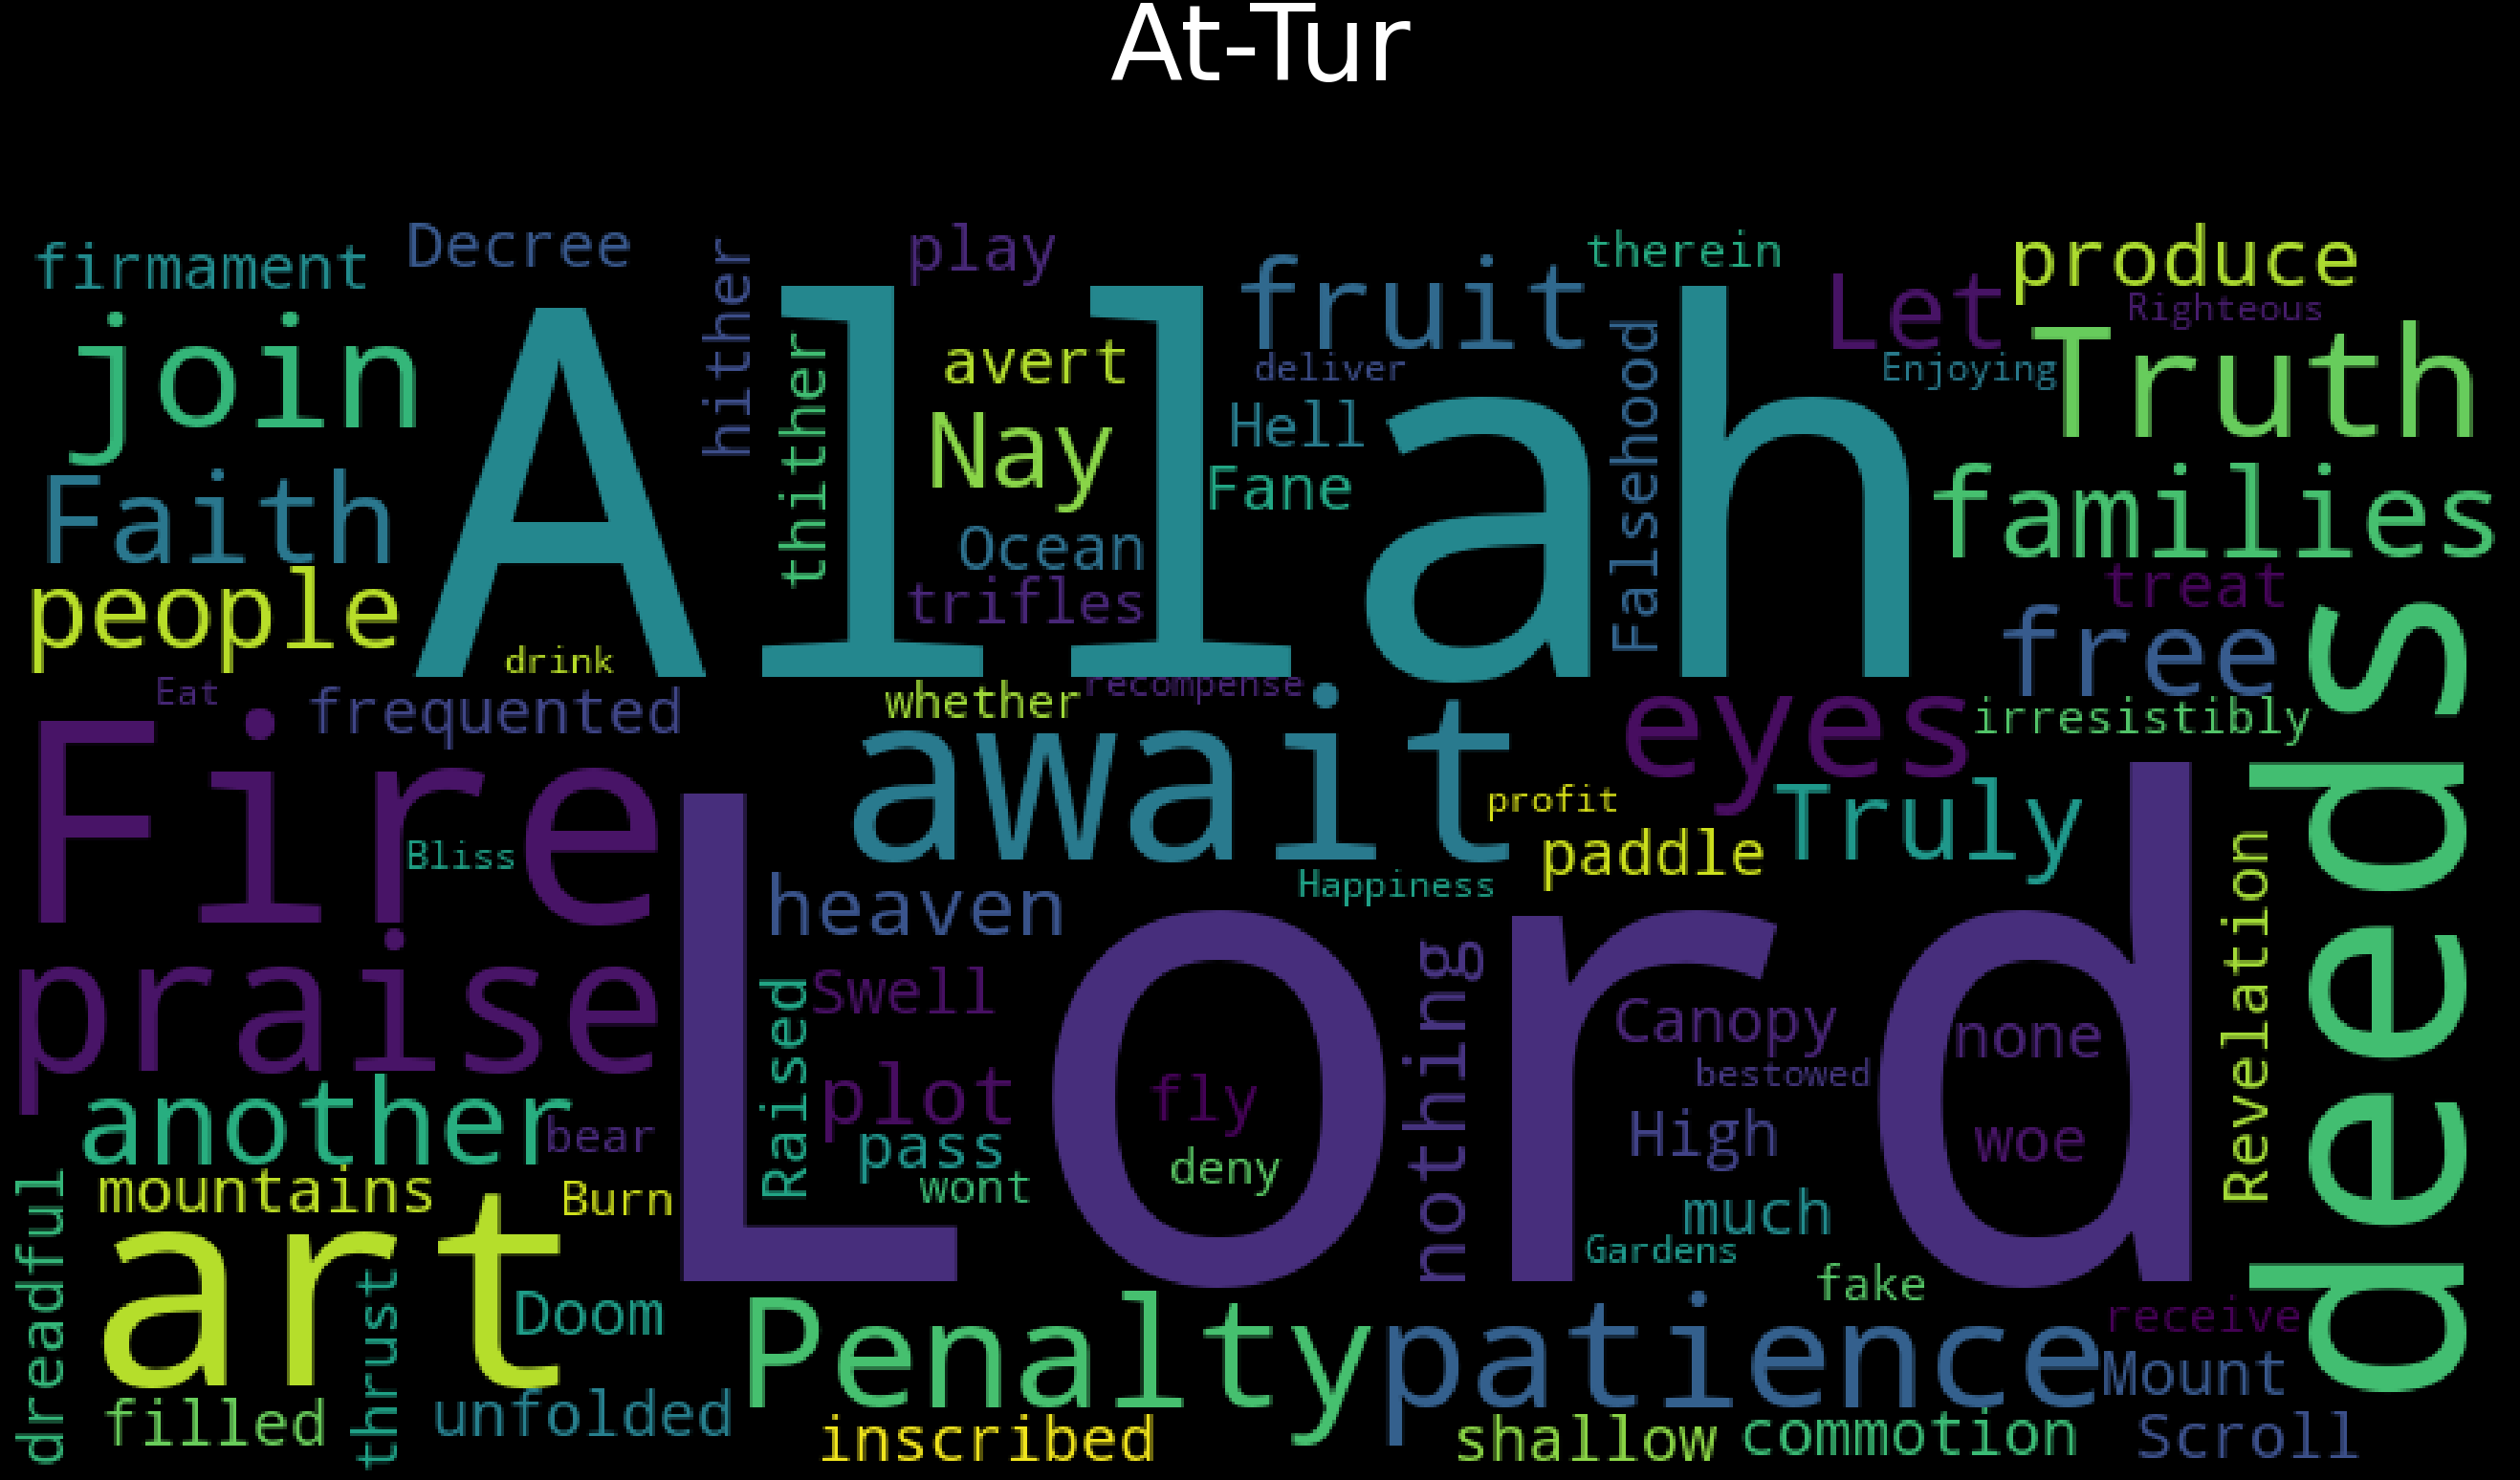 At-Tur
firmament
Decree
hither
play
fruit
therein
Let
produce
Righteous
join
Allah
thither
avert
deliver
Falsehood
Enjoying
Truth
Nay
Hell
Fane
Faith
families
Ocean
people
trifles
treat
free
drink
Eat
frequented
whether
recompense
eyes
irresistibly
deeds
Fire
await
profit
Truly
Bliss
paddle
Happiness
heaven
Lord
Revelation
praise
Raised
Swell
nothing
Canopy
none
another
bear
plot
fly
bestowed
pass
deny
High
woe
mountains
Burn
wont
much
dreadful
art
thrust
Gardens
Doom
fake
Penalty
patience
receive
Mount
filled
unfolded
inscribed
shallow
commotion
Scroll